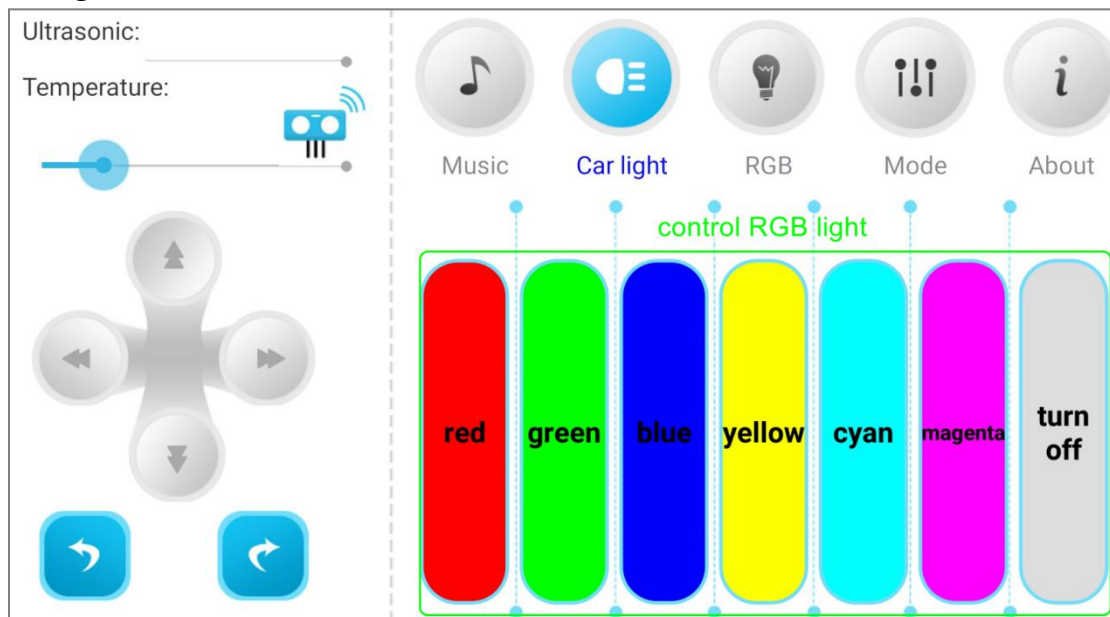 Ultrasonic:
Temperature:
Music
Car light
RGB
Mode
About
control RGB light
red
green
blue
yellow
cyan
magenta
turn
off